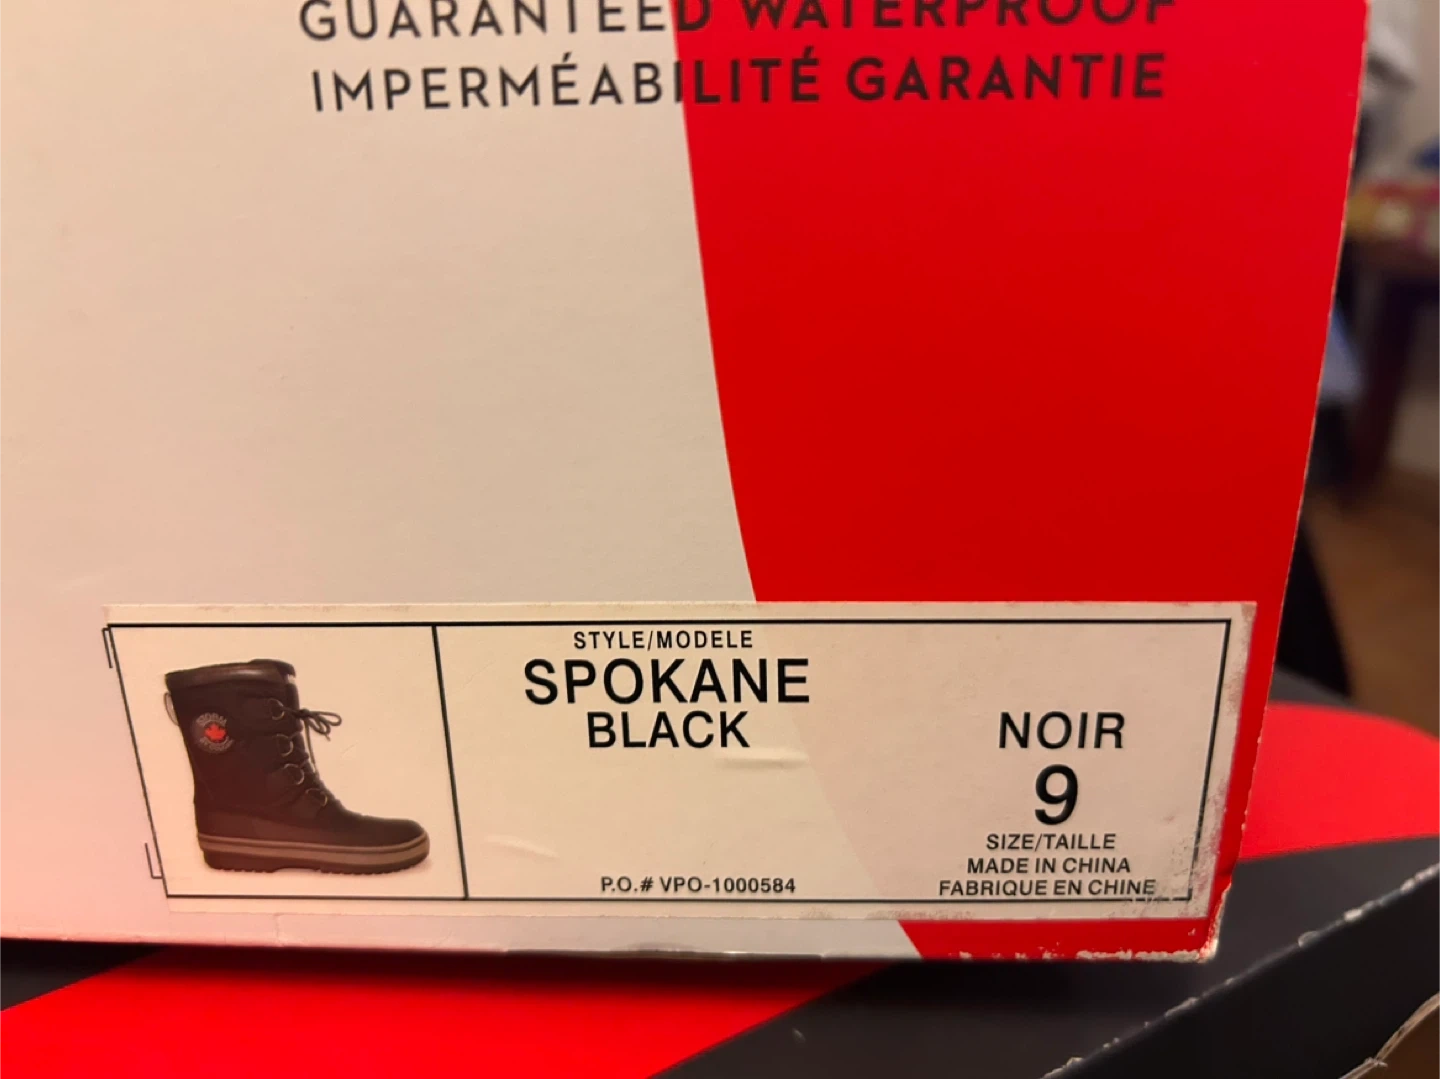 GUARANTEED WATERPROOF
IMPERMÉABILITÉ GARANTIE
STYLE/MODELE
SPOKANE
BLACK
NOIR
9
SIZE/TAILLE
MADE IN CHINA
FABRIQUE EN CHINE
P.O.# VPO-1000584